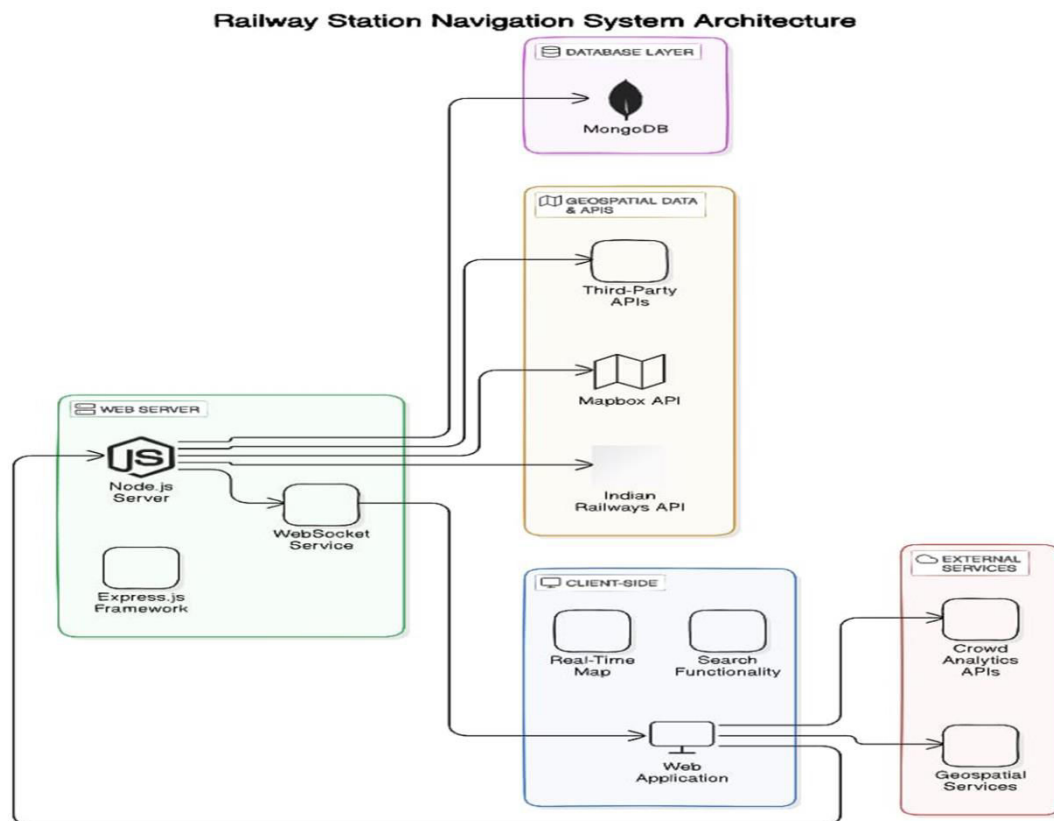 Railway Station Navigation System Architecture
DATABASE LAYER
MongoDB
GEOSPATIAL DATA
& APIS
Third-Party
APIs
Mapbox API
Indian
Railways API
WEB SERVER
JS
Node.js
Server
WebSocket
Service
Express.js
Framework
CLIENT-SIDE
Real-Time
Map
Search
Functionality
Web
Application
EXTERNAL
SERVICES
Crowd
Analytics
APIs
Geospatial
Services